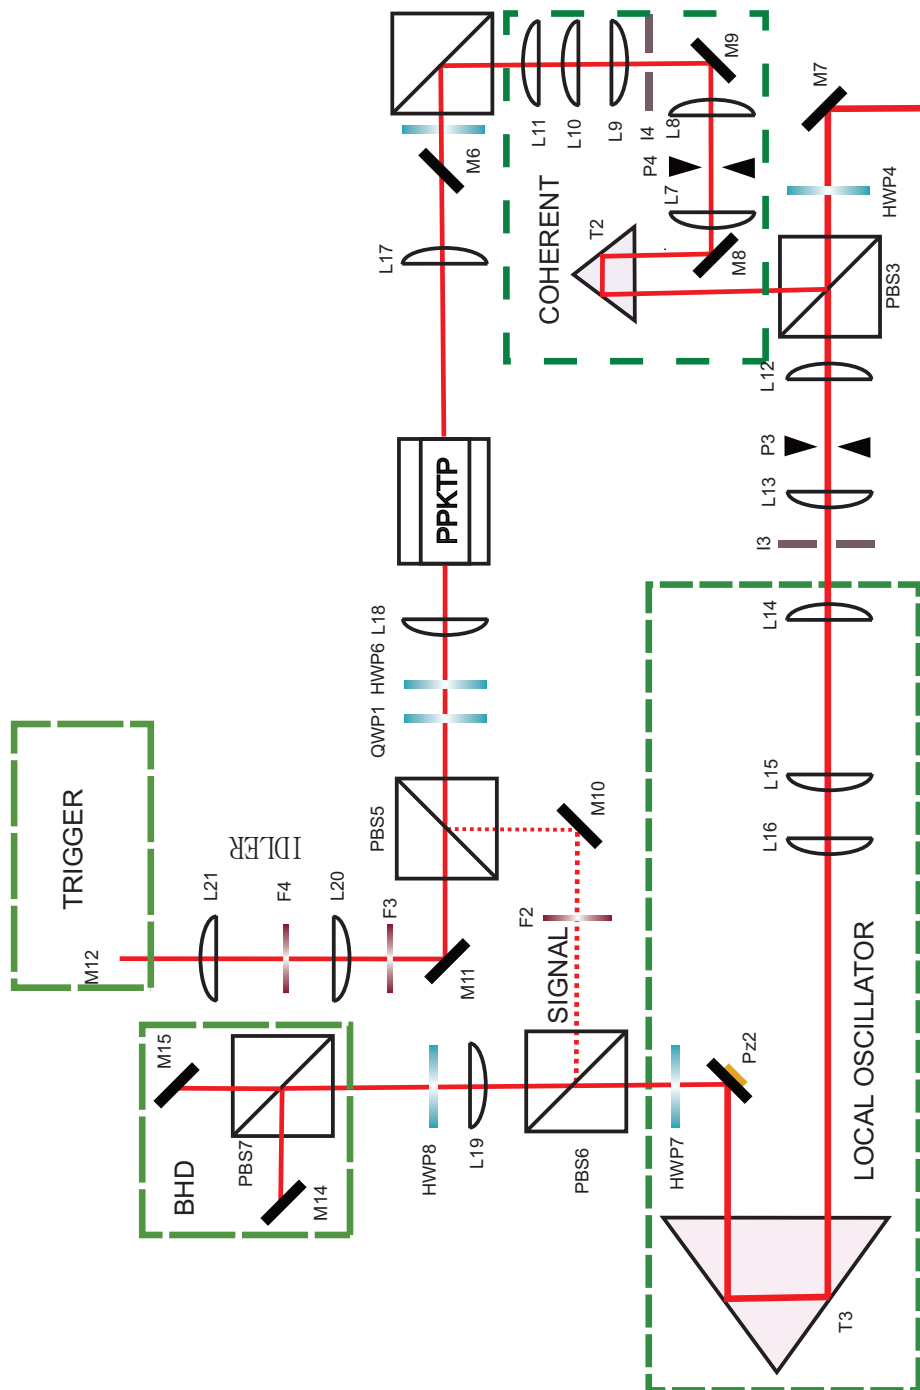 M9
M7
L11
L10
L9
I4
L8
M6
P4
HWP4
L7
T2
L17
COHERENT
M8
PBS3
L12
P3
PPKTP
L13
I3
L18
L14
HWP6
QWP1
TRIGGER
M10
L15
PBS5
L16
IDLER
L21
F4
L20
F3
F2
M12
M11
SIGNAL
LOCAL OSCILLATOR
M15
Pz2
PBS7
BHD
HWP8
L19
PBS6
HWP7
M14
T3